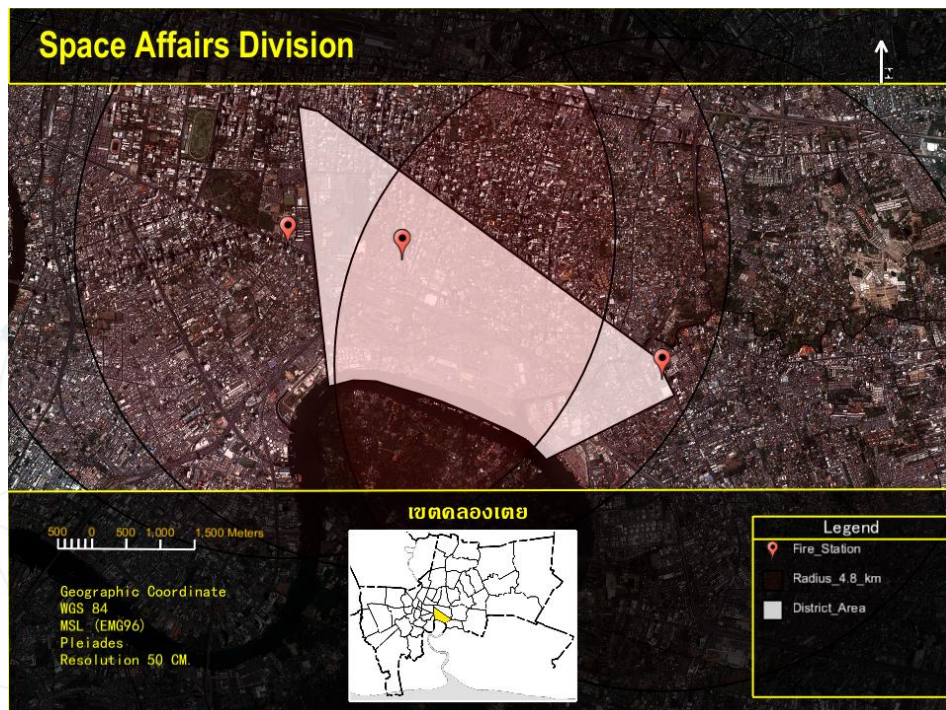 Space Affairs Division
เขตคลองเตย
500 0 500 1,000 1,500 Meters
Geographic Coordinate
WGS 84
MSL (EMG96)
Pleiades
Resolution 50 CM.
Legend
Fire_Station
Radius_4.8_km
District_Area